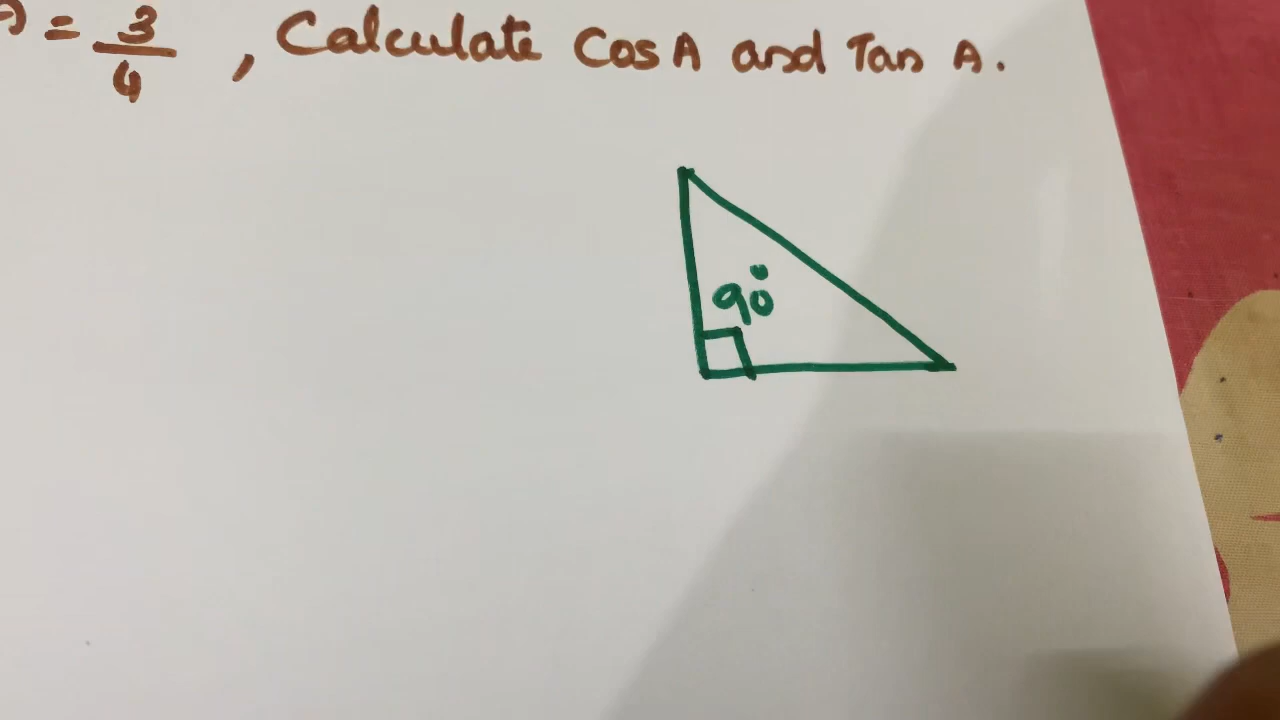 A = 3/4 , Calculate Cos A and Tan A.
90°